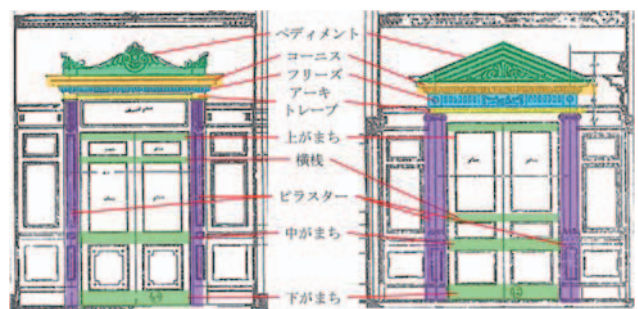 ペディメント
コーニス
フリーズ
アーキ
トレーブ
上がまち
横桟
ピラスター
中がまち
下がまち